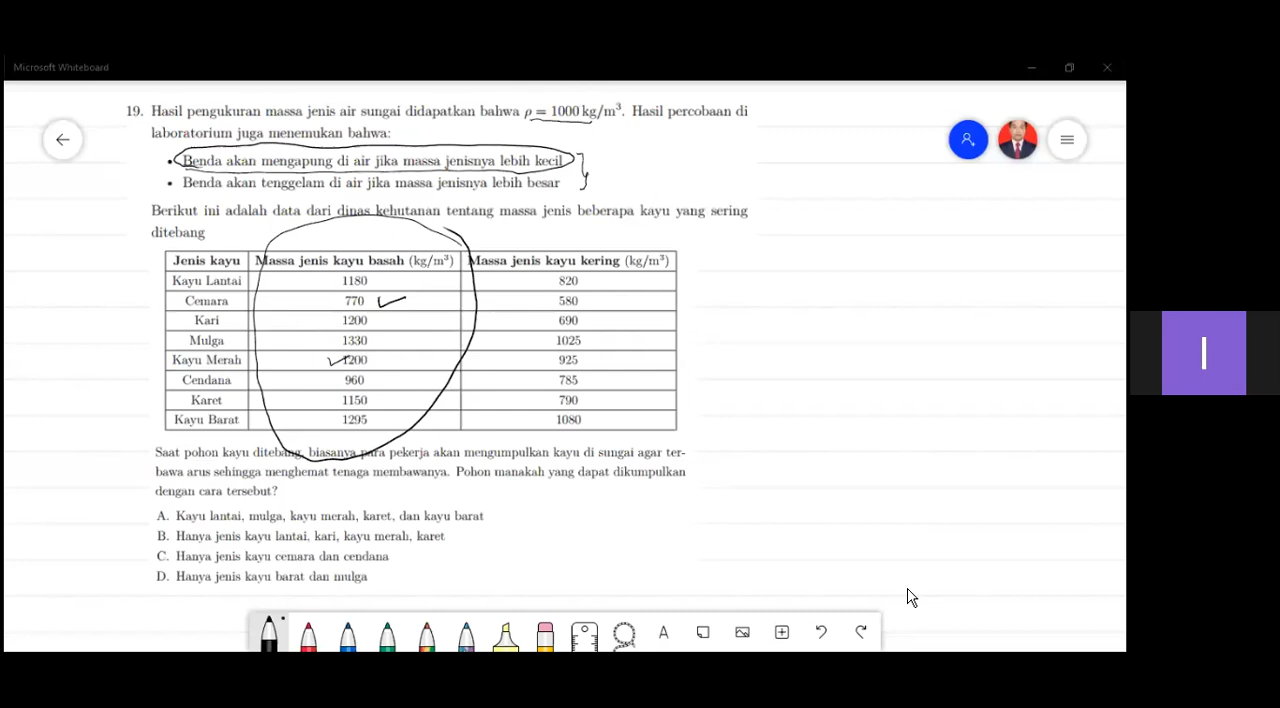 Microsoft Whiteboard
19. Hasil pengukuran massa jenis air sungai didapatkan bahwa ρ = 1000 kg/m³. Hasil percobaan di
laboratorium juga menemukan bahwa:
• Benda akan mengapung di air jika massa jenisnya lebih kecil
• Benda akan tenggelam di air jika massa jenisnya lebih besar
Berikut ini adalah data dari dinas kehutanan tentang massa jenis beberapa kayu yang sering
ditebang
Jenis kayu Massa jenis kayu basah (kg/m³) Massa jenis kayu kering (kg/m³)
Kayu Lantai 1180 820
Cemara 770 580
Kari 1200 690
Mulga 1330 1025
Kayu Merah 1200 925
Cendana 960 785
Karet 1150 790
Kayu Barat 1295 1080
Saat pohon kayu ditebang, biasanya para pekerja akan mengumpulkan kayu di sungai agar ter-
bawa arus sehingga menghemat tenaga membawanya. Pohon manakah yang dapat dikumpulkan
dengan cara tersebut?
A. Kayu lantai, mulga, kayu merah, karet, dan kayu barat
B. Hanya jenis kayu lantai, kari, kayu merah, karet
C. Hanya jenis kayu cemara dan cendana
D. Hanya jenis kayu barat dan mulga
A
I